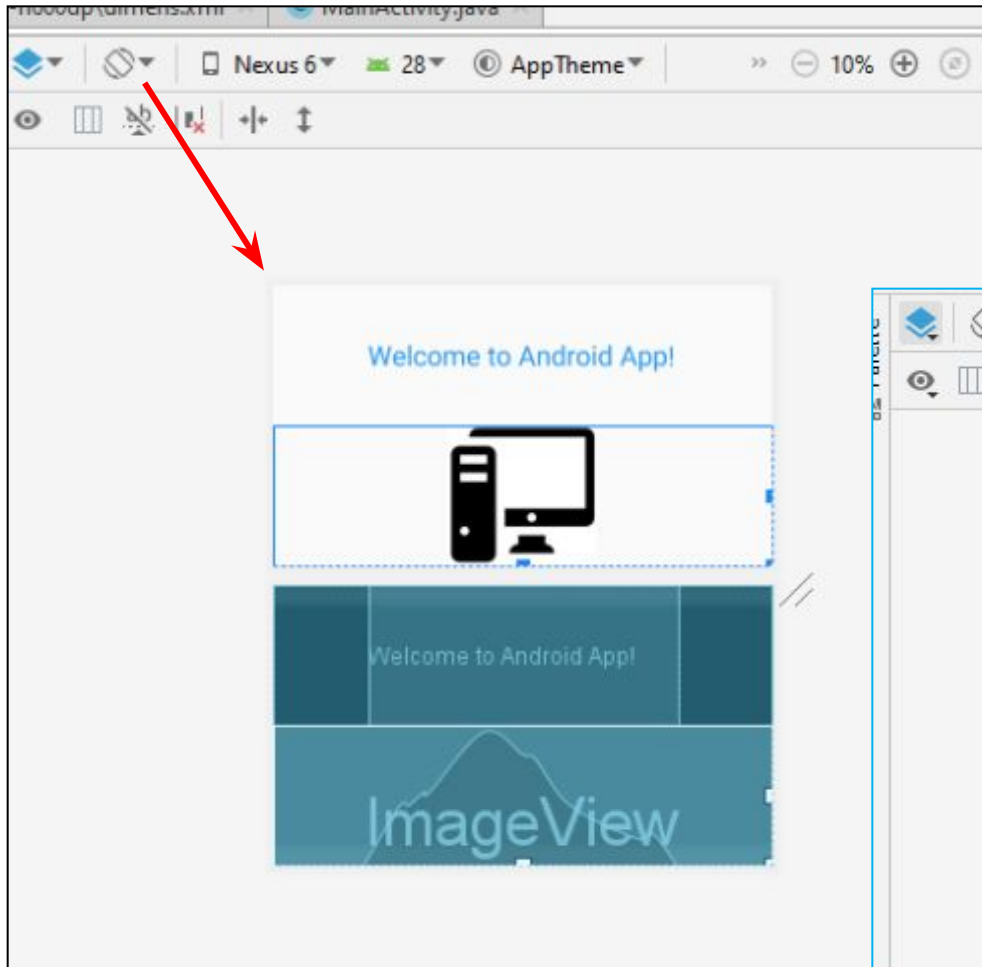 MainActivity.java
Nexus 6 28 AppTheme 10%
Welcome to Android App!
Welcome to Android App!
ImageView